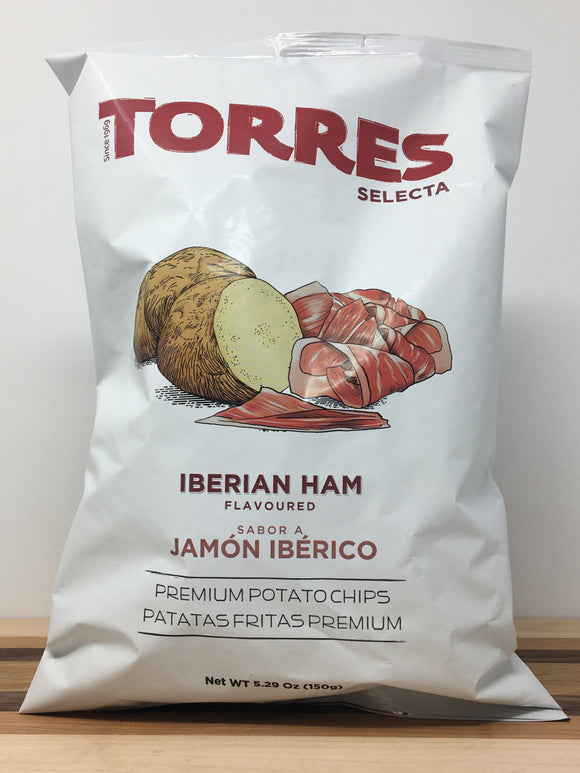 Since 1969
TORRES
SELECTA
IBERIAN HAM
FLAVOURED
SABOR A
JAMÓN IBÉRICO
PREMIUM POTATO CHIPS
PATATAS FRITAS PREMIUM
Net WT 5.29 Oz (150g)